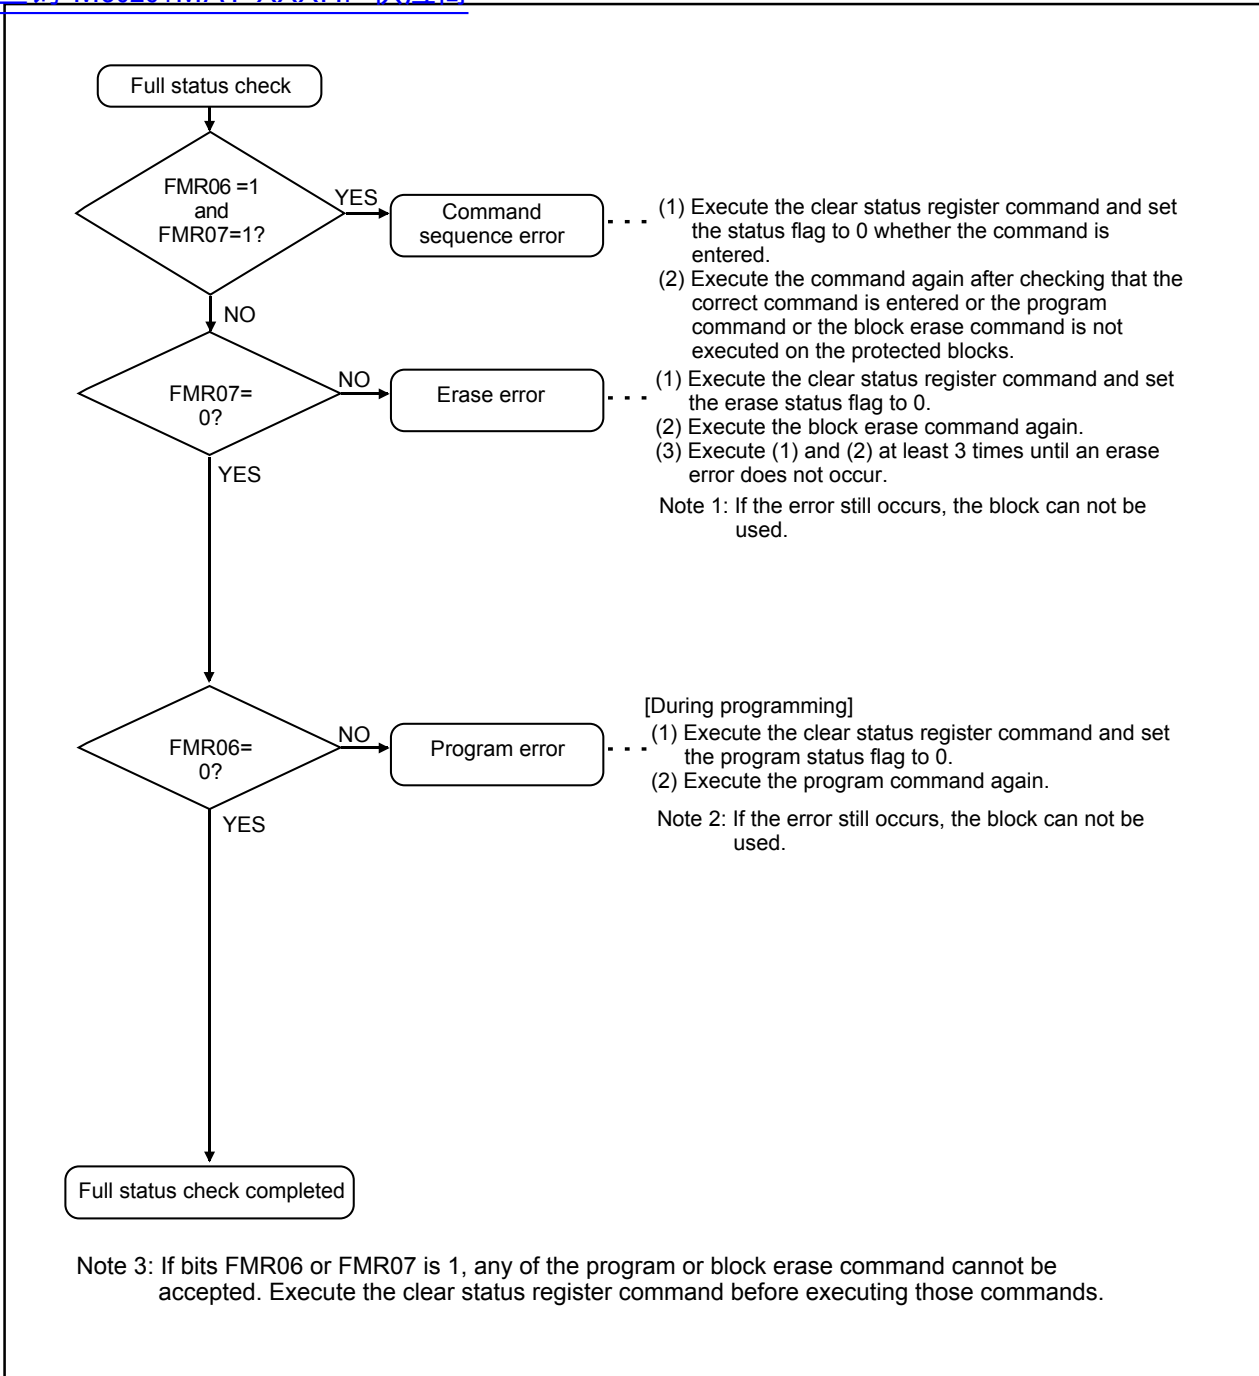 Full status check
FMR06 =1
and
FMR07=1?
YES
Command
sequence error
(1) Execute the clear status register command and set
the status flag to 0 whether the command is
entered.
(2) Execute the command again after checking that the
correct command is entered or the program
command or the block erase command is not
executed on the protected blocks.
NO
FMR07=
0?
NO
Erase error
(1) Execute the clear status register command and set
the erase status flag to 0.
(2) Execute the block erase command again.
(3) Execute (1) and (2) at least 3 times until an erase
error does not occur.
Note 1: If the error still occurs, the block can not be
used.
YES
FMR06=
0?
NO
Program error
[During programming]
(1) Execute the clear status register command and set
the program status flag to 0.
(2) Execute the program command again.
Note 2: If the error still occurs, the block can not be
used.
YES
Full status check completed
Note 3: If bits FMR06 or FMR07 is 1, any of the program or block erase command cannot be
accepted. Execute the clear status register command before executing those commands.